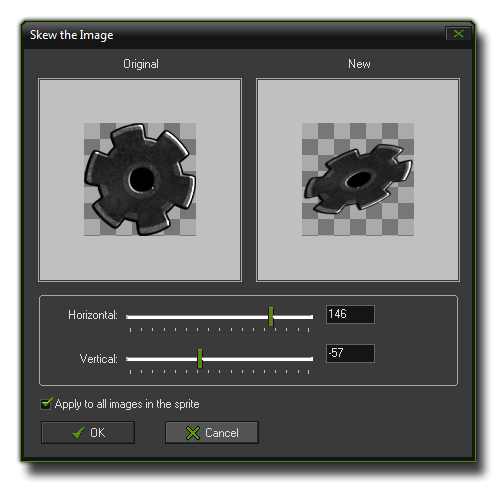 Skew the Image
Original New
Horizontal: 146
Vertical: -57
Apply to all images in the sprite
OK Cancel